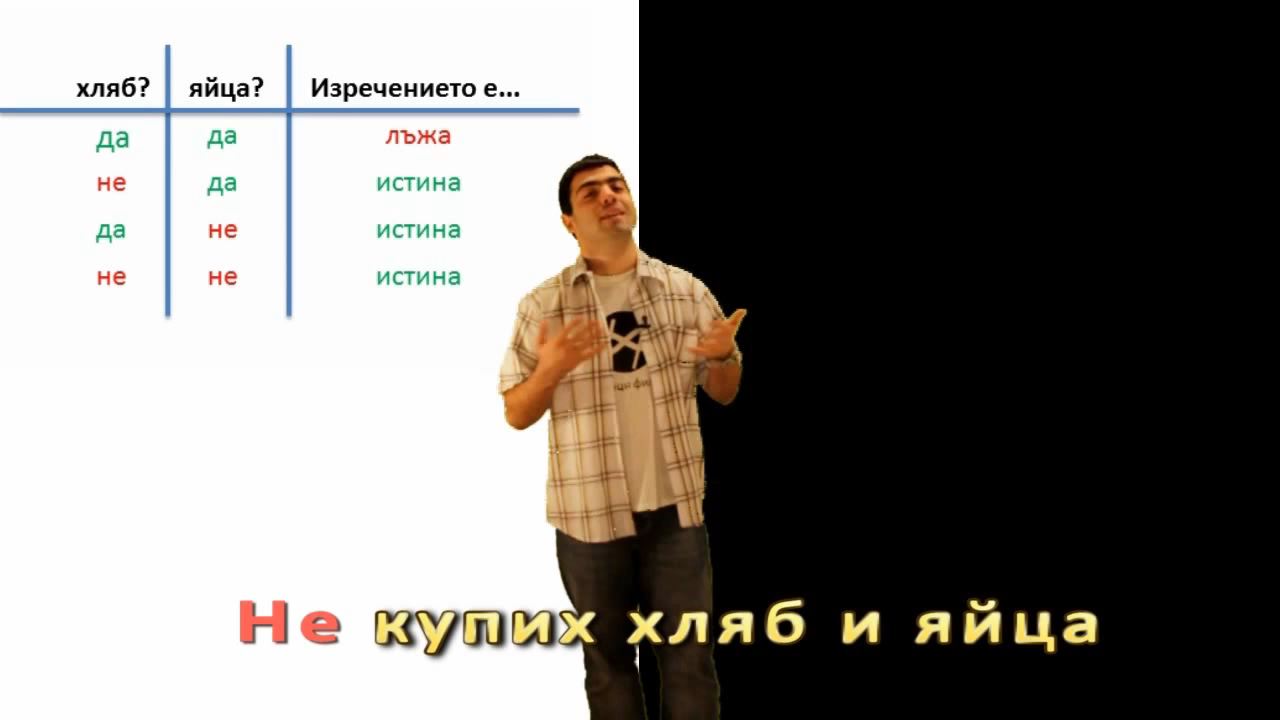 хляб? яйца? Изречението е...
да да лъжа
не да истина
да не истина
не не истина
Не купих хляб и яйца